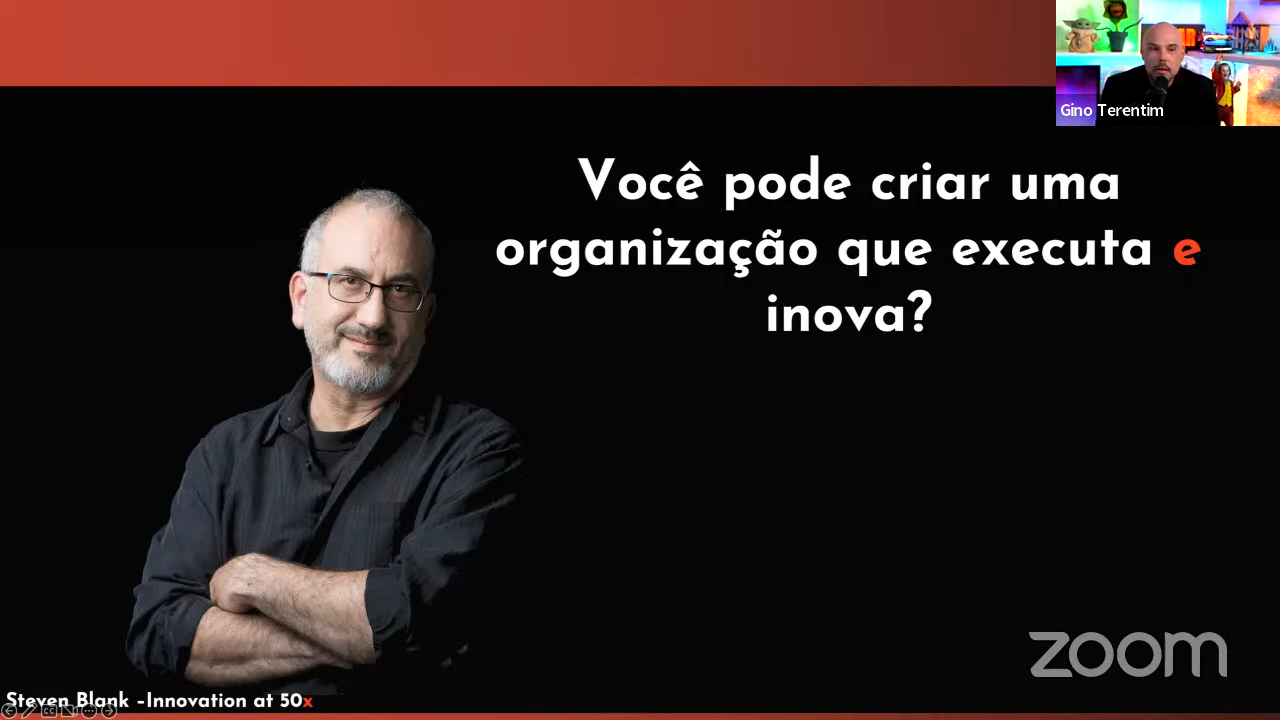 Gino Terentim
Você pode criar uma
organização que executa e
inova?
zoom
Steven Blank -Innovation at 50x